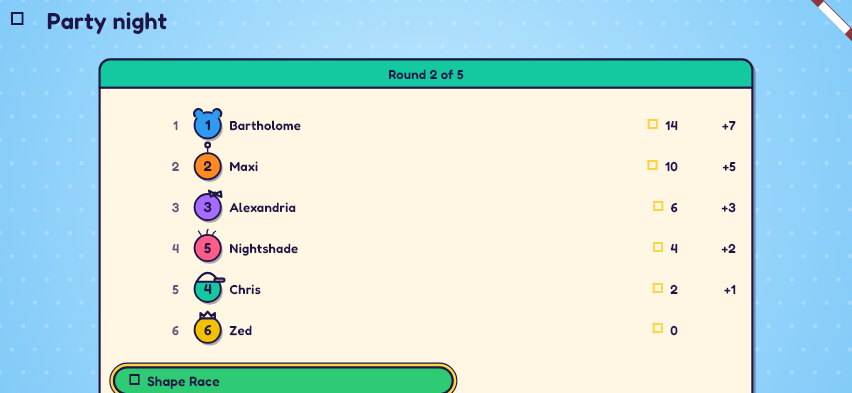 Party night
Round 2 of 5
1 1 Bartholome 14 +7
2 2 Maxi 10 +5
3 3 Alexandria 6 +3
4 5 Nightshade 4 +2
5 4 Chris 2 +1
6 6 Zed 0
Shape Race